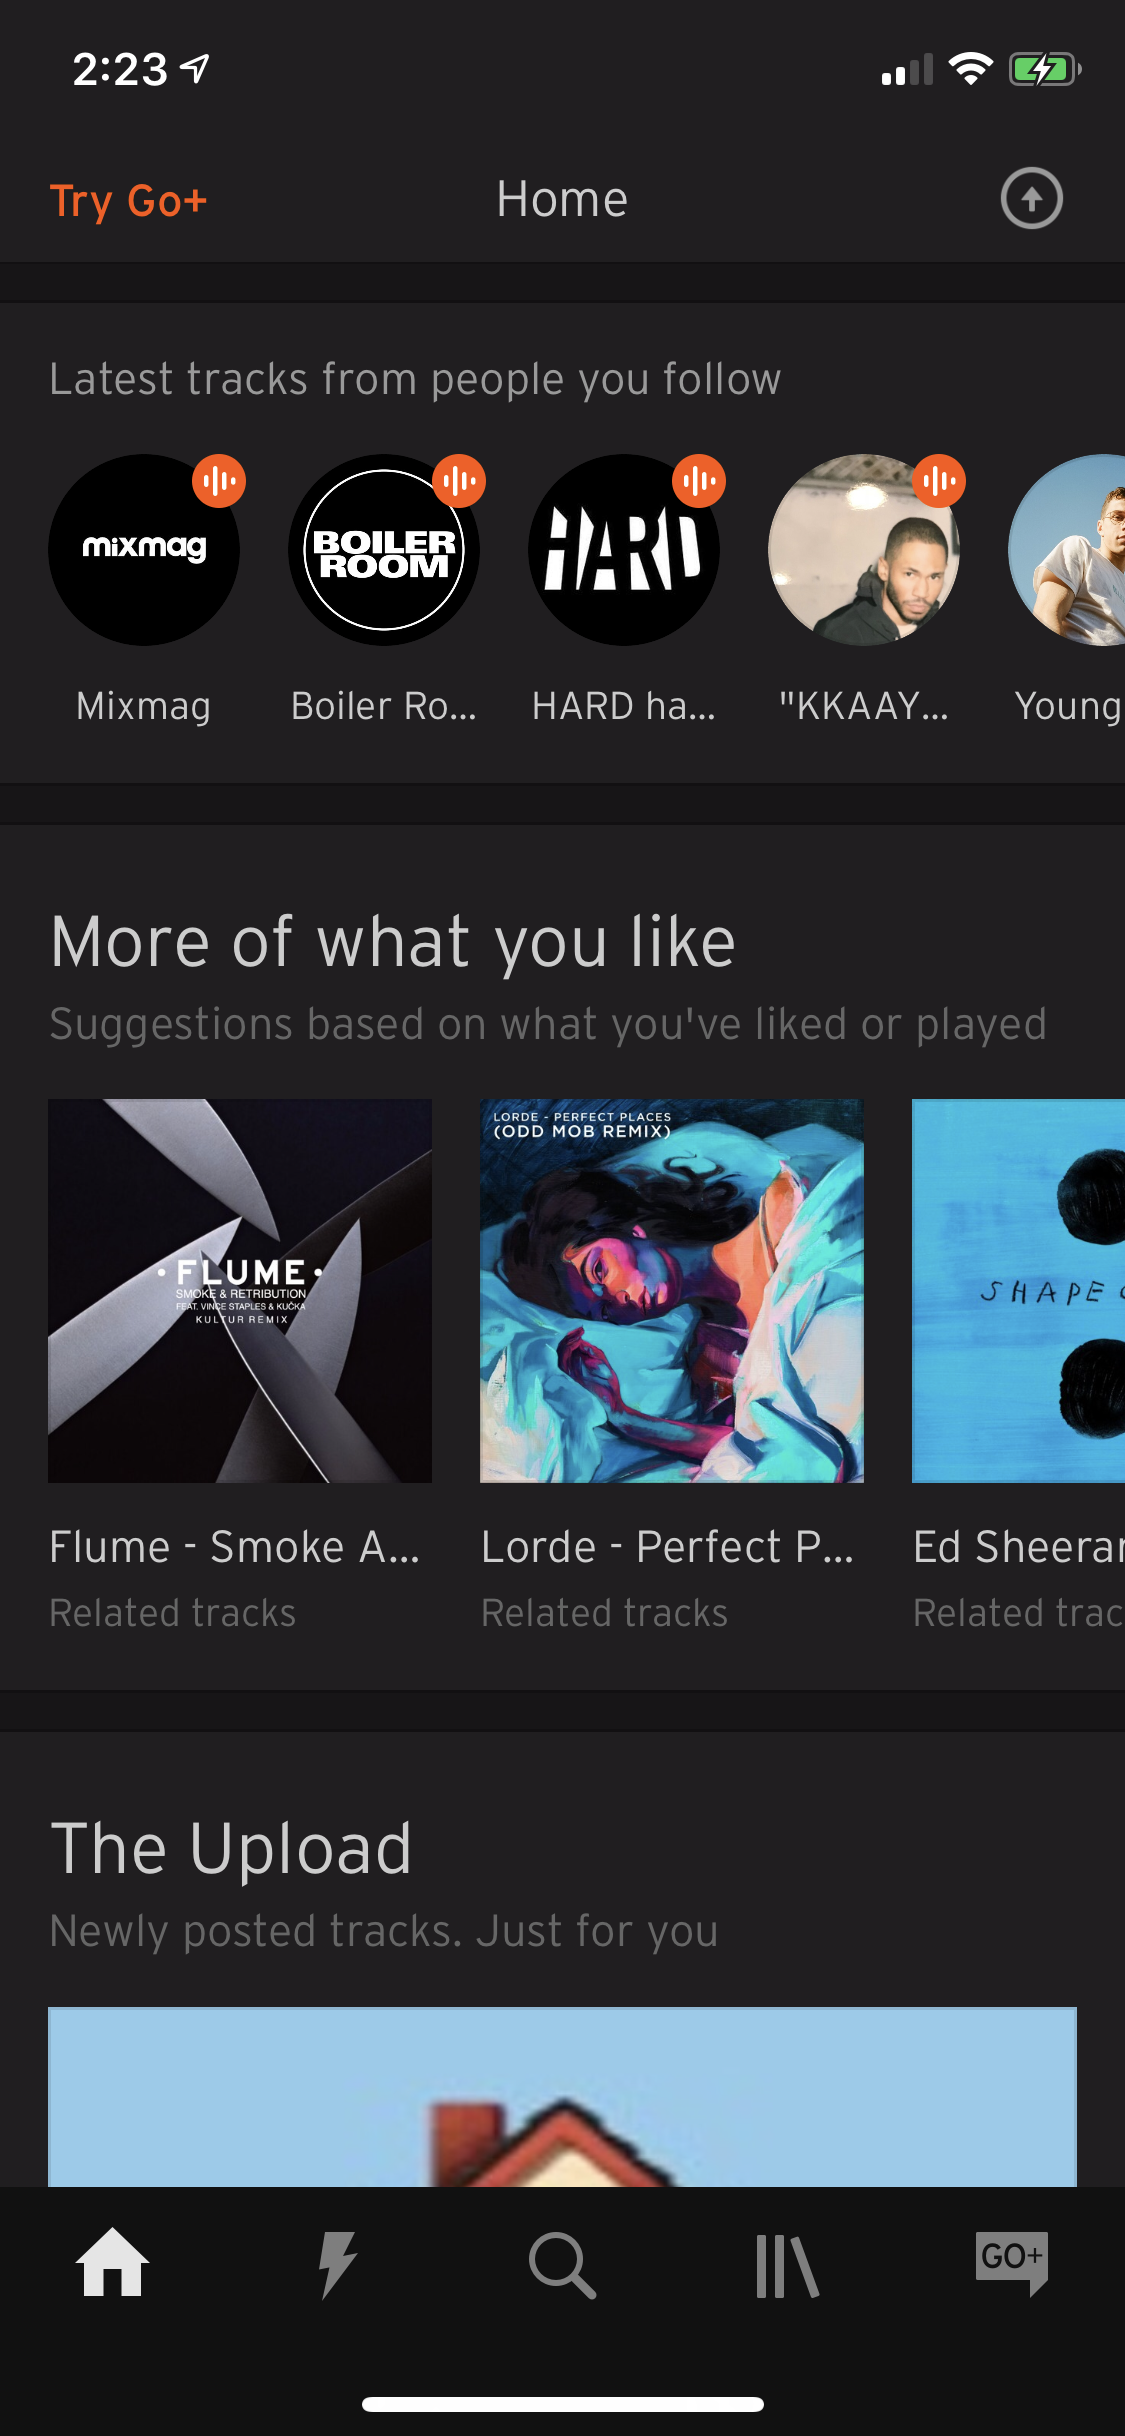 2:23
Try Go+
Home
Latest tracks from people you follow
mixmag
BOILER
ROOM
HARD
Mixmag
Boiler Ro...
HARD ha...
"KKAAY...
Young
More of what you like
Suggestions based on what you've liked or played
FLUME
SMOKE & RETRIBUTION
FEAT. VINCE STAPLES & KUČKA
KULTUR REMIX
LORDE - PERFECT PLACES
(ODD MOB REMIX)
SHAPE
Flume - Smoke A...
Lorde - Perfect P...
Ed Sheeran
Related tracks
Related tracks
Related trac
The Upload
Newly posted tracks. Just for you
GO+